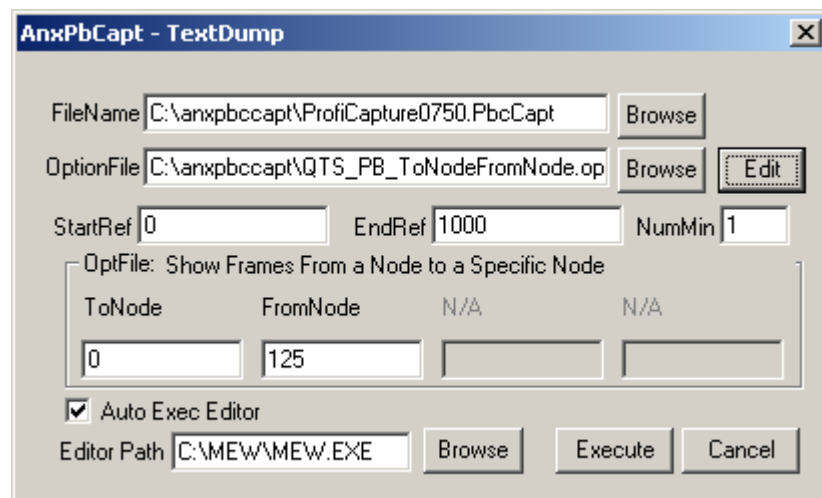 AnxPbCapt - TextDump
FileName C:\anxpbccapt\ProfiCapture0750.PbcCapt Browse
OptionFile C:\anxpbccapt\QTS_PB_ToNodeFromNode.op Browse Edit
StartRef 0 EndRef 1000 NumMin 1
OptFile: Show Frames From a Node to a Specific Node
ToNode FromNode N/A N/A
0 125
Auto Exec Editor
Editor Path C:\MEW\MEW.EXE Browse Execute Cancel